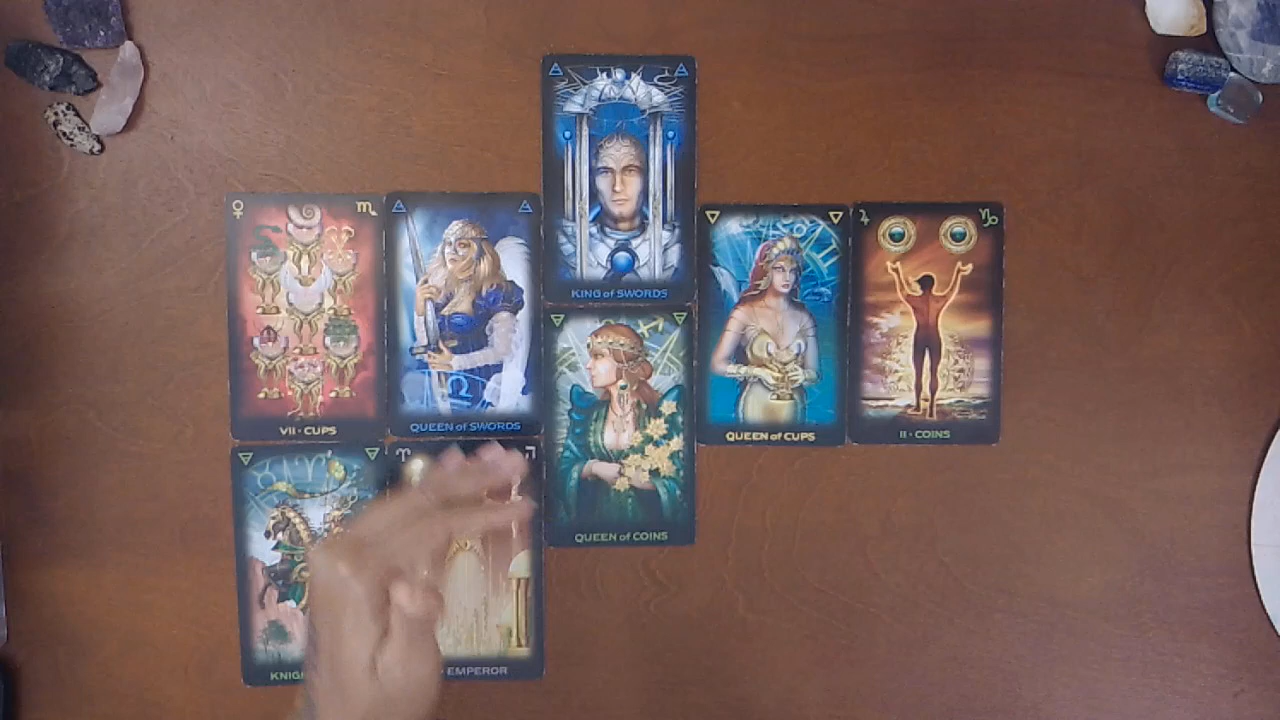 KING of SWORDS
VII • CUPS
QUEEN of SWORDS
QUEEN of CUPS
II • COINS
QUEEN of COINS
EMPEROR